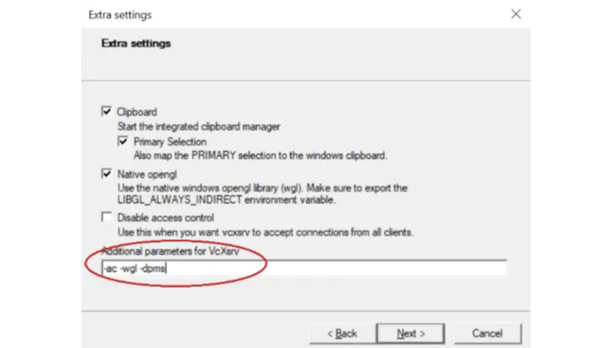 Extra settings
Extra settings
Clipboard
Start the integrated clipboard manager
Primary Selection
Also map the PRIMARY selection to the windows clipboard.
Native opengl
Use the native windows opengl library (wgl). Make sure to export the
LIBGL_ALWAYS_INDIRECT environment variable.
Disable access control
Use this when you want vcxsrv to accept connections from all clients.
Additional parameters for VcXsrv
-ac -wgl -dpms
< Back Next > Cancel